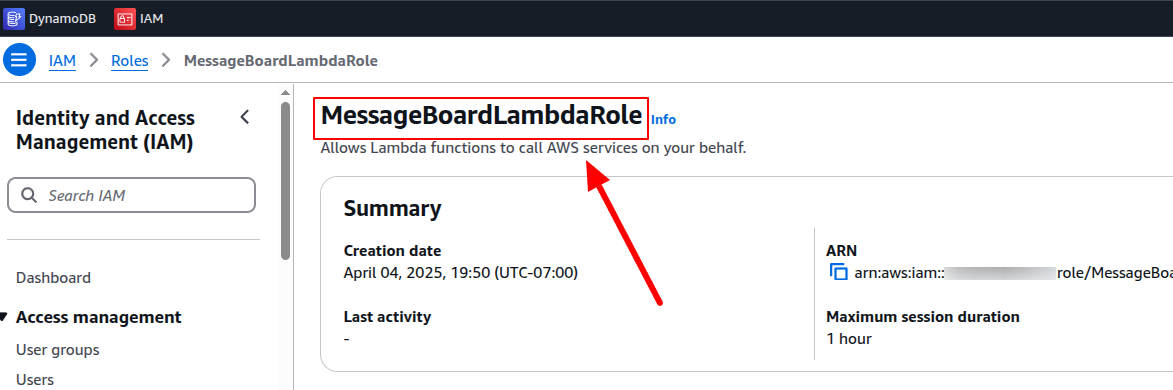 DynamoDB IAM
IAM > Roles > MessageBoardLambdaRole
Identity and Access
Management (IAM)
Search IAM
Dashboard
Access management
User groups
Users
MessageBoardLambdaRole Info
Allows Lambda functions to call AWS services on your behalf.
Summary
Creation date
April 04, 2025, 19:50 (UTC-07:00)
Last activity
-
ARN
arn:aws:iam:: role/MessageBoa
Maximum session duration
1 hour